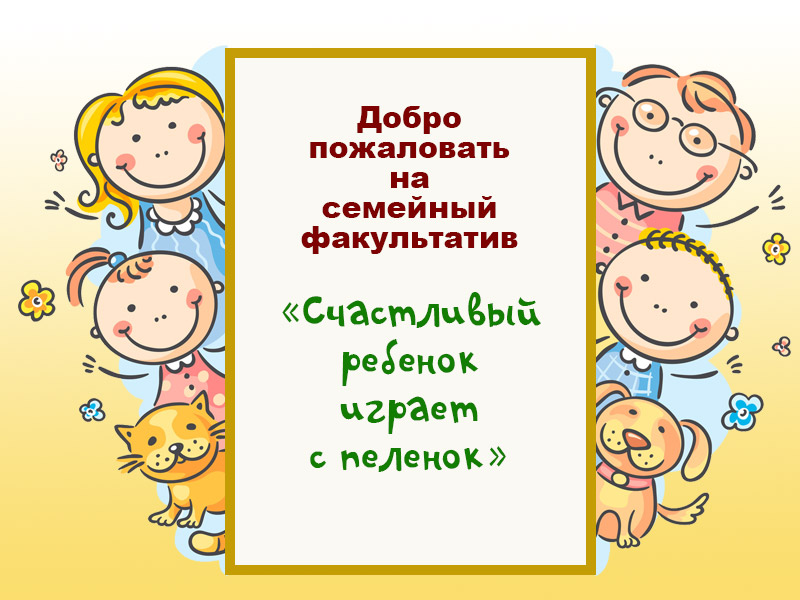 Добро
пожаловать
на
семейный
факультатив
«Счастливый
ребенок
играет
с пеленок»